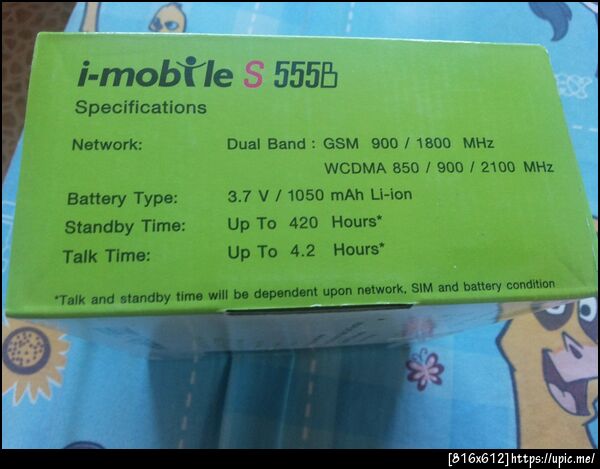 i-mobile S 555B
Specifications
Network: Dual Band : GSM 900 / 1800 MHz
WCDMA 850 / 900 / 2100 MHz
Battery Type: 3.7 V / 1050 mAh Li-ion
Standby Time: Up To 420 Hours*
Talk Time: Up To 4.2 Hours*
*Talk and standby time will be dependent upon network, SIM and battery condition
[816x612]https://upic.me/